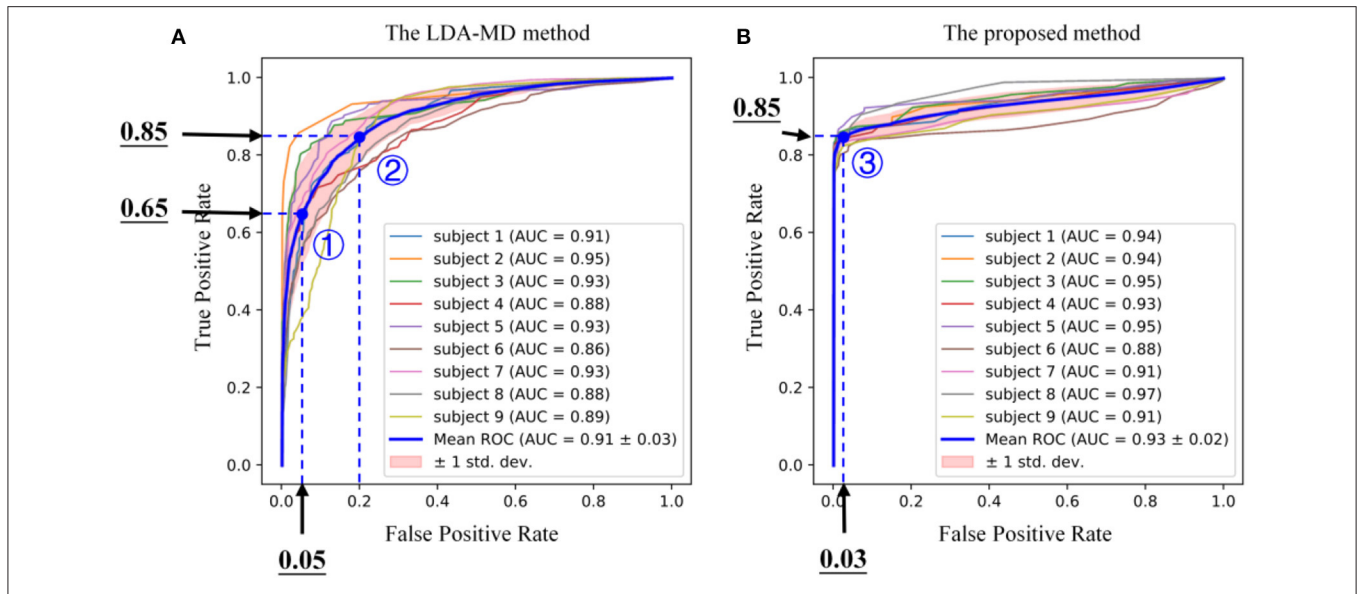 A
The LDA-MD method
1.0
0.8
0.6
0.4
0.2
0.0
True Positive Rate
0.85
0.65
①
②
subject 1 (AUC = 0.91)
subject 2 (AUC = 0.95)
subject 3 (AUC = 0.93)
subject 4 (AUC = 0.88)
subject 5 (AUC = 0.93)
subject 6 (AUC = 0.86)
subject 7 (AUC = 0.93)
subject 8 (AUC = 0.88)
subject 9 (AUC = 0.89)
Mean ROC (AUC = 0.91 ± 0.03)
± 1 std. dev.
0.0 0.2 0.4 0.6 0.8 1.0
False Positive Rate
0.05
B
The proposed method
1.0
0.8
0.6
0.4
0.2
0.0
True Positive Rate
0.85
③
subject 1 (AUC = 0.94)
subject 2 (AUC = 0.94)
subject 3 (AUC = 0.95)
subject 4 (AUC = 0.93)
subject 5 (AUC = 0.95)
subject 6 (AUC = 0.88)
subject 7 (AUC = 0.91)
subject 8 (AUC = 0.97)
subject 9 (AUC = 0.91)
Mean ROC (AUC = 0.93 ± 0.02)
± 1 std. dev.
0.0 0.2 0.4 0.6 0.8 1.0
False Positive Rate
0.03